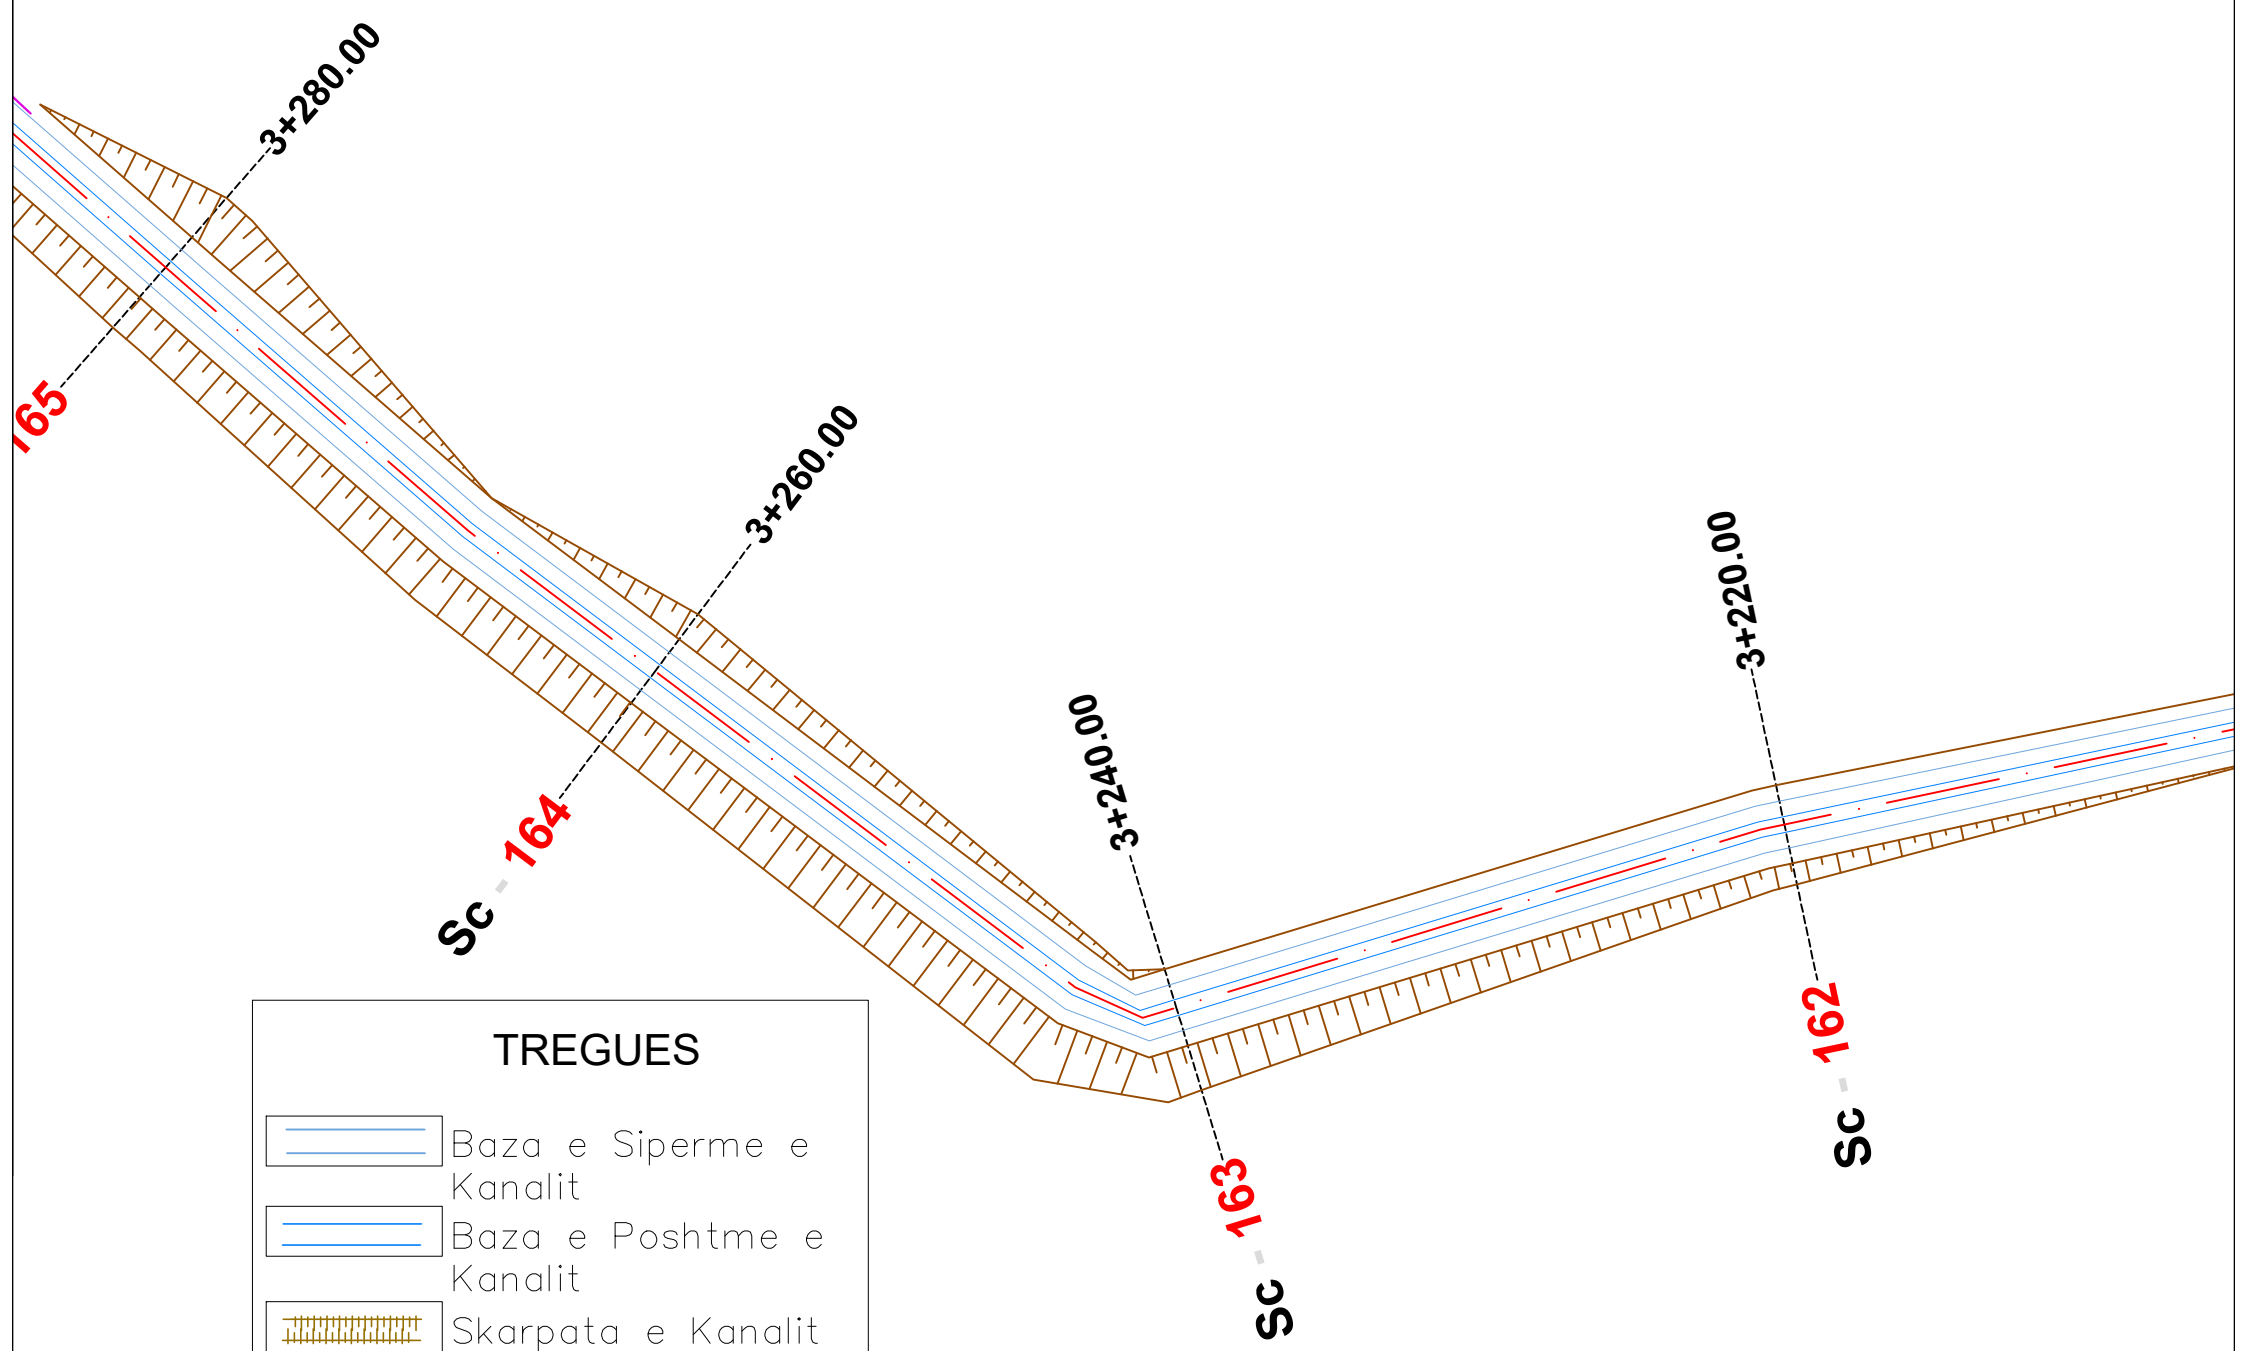 3+280.00
165
3+260.00
Sc - 164
3+240.00
Sc - 163
3+220.00
Sc - 162
TREGUES
Baza e Siperme e
Kanalit
Baza e Poshtme e
Kanalit
Skarpata e Kanalit